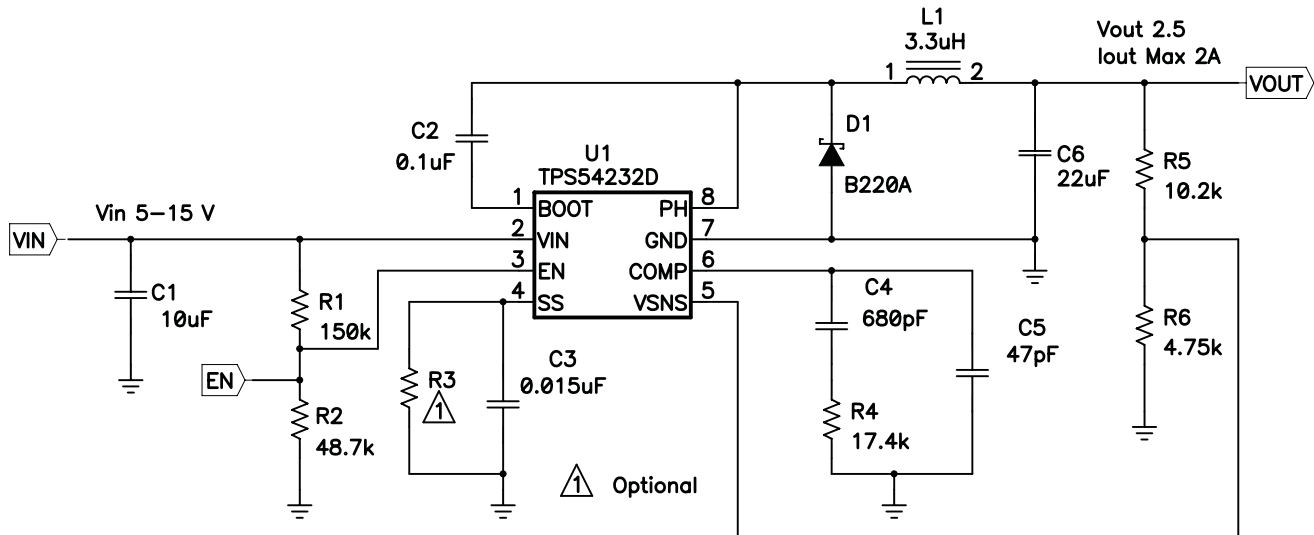 L1
3.3uH
1
2
Vout 2.5
Iout Max 2A
VOUT
C2
0.1uF
D1
B220A
C6
22uF
R5
10.2k
U1
TPS54232D
Vin 5-15 V
VIN
1
BOOT
PH
8
2
VIN
GND
7
3
EN
COMP
6
4
SS
VSNS
5
C1
10uF
R1
150k
EN
R2
48.7k
R3
1
C3
0.015uF
C4
680pF
C5
47pF
R4
17.4k
R6
4.75k
1 Optional